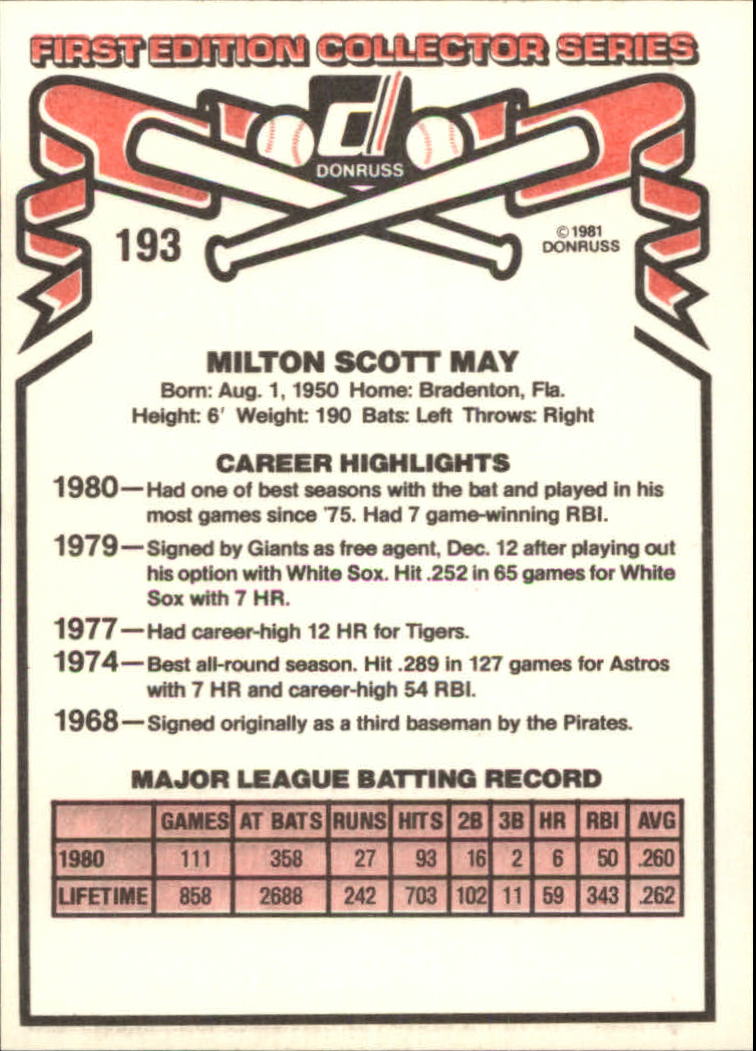 FIRST EDITION COLLECTOR SERIES
d
DONRUSS
193
© 1981
DONRUSS
MILTON SCOTT MAY
Born: Aug. 1, 1950 Home: Bradenton, Fla.
Height: 6' Weight: 190 Bats: Left Throws: Right
CAREER HIGHLIGHTS
1980—Had one of best seasons with the bat and played in his
most games since '75. Had 7 game-winning RBI.
1979—Signed by Giants as free agent, Dec. 12 after playing out
his option with White Sox. Hit .252 in 65 games for White
Sox with 7 HR.
1977—Had career-high 12 HR for Tigers.
1974—Best all-round season. Hit .289 in 127 games for Astros
with 7 HR and career-high 54 RBI.
1968—Signed originally as a third baseman by the Pirates.
MAJOR LEAGUE BATTING RECORD
GAMES AT BATS RUNS HITS 2B 3B HR RBI AVG
1980 111 358 27 93 16 2 6 50 .260
LIFETIME 858 2688 242 703 102 11 59 343 .262